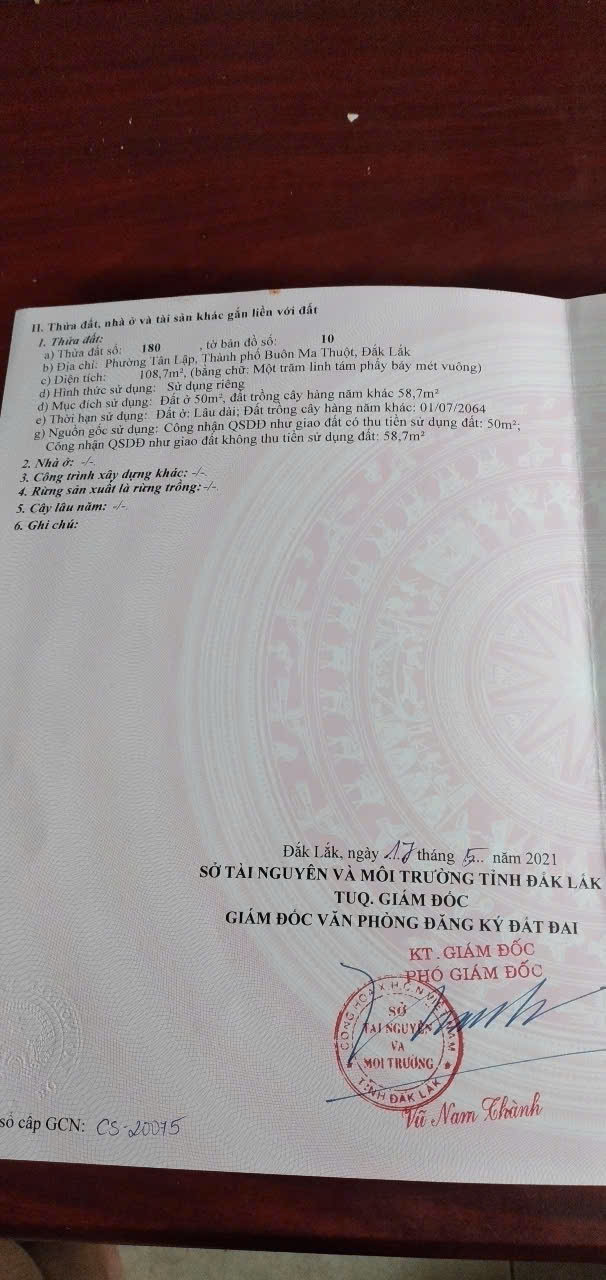 II. Thửa đất, nhà ở và tài sản khác gắn liền với đất
1. Thửa đất:
a) Thửa đất số: 180 , tờ bản đồ số: 10
b) Địa chỉ: Phường Tân Lập, Thành phố Buôn Ma Thuột, Đắk Lắk
c) Diện tích: 108,7m², (bằng chữ: Một trăm linh tám phẩy bảy mét vuông)
d) Hình thức sử dụng: Sử dụng riêng
đ) Mục đích sử dụng: Đất ở 50m², đất trồng cây hàng năm khác 58,7m²
e) Thời hạn sử dụng: Đất ở: Lâu dài; Đất trồng cây hàng năm khác: 01/07/2064
g) Nguồn gốc sử dụng: Công nhận QSDĐ như giao đất có thu tiền sử dụng đất: 50m²;
Công nhận QSDĐ như giao đất không thu tiền sử dụng đất: 58,7m²
2. Nhà ở: -/-
3. Công trình xây dựng khác: -/-
4. Rừng sản xuất là rừng trồng: -/-
5. Cây lâu năm: -/-
6. Ghi chú:
Đắk Lắk, ngày 17 tháng 5 năm 2021
SỞ TÀI NGUYÊN VÀ MÔI TRƯỜNG TỈNH ĐẮK LẮK
TUQ. GIÁM ĐỐC
GIÁM ĐỐC VĂN PHÒNG ĐĂNG KÝ ĐẤT ĐAI
KT. GIÁM ĐỐC
PHÓ GIÁM ĐỐC
CỘNG HÒA X.H.C.N VIỆT NAM
SỞ
TÀI NGUYÊN
VÀ
MÔI TRƯỜNG
TỈNH ĐẮK LẮK
Vũ Nam Thành
số cấp GCN: CS-20075